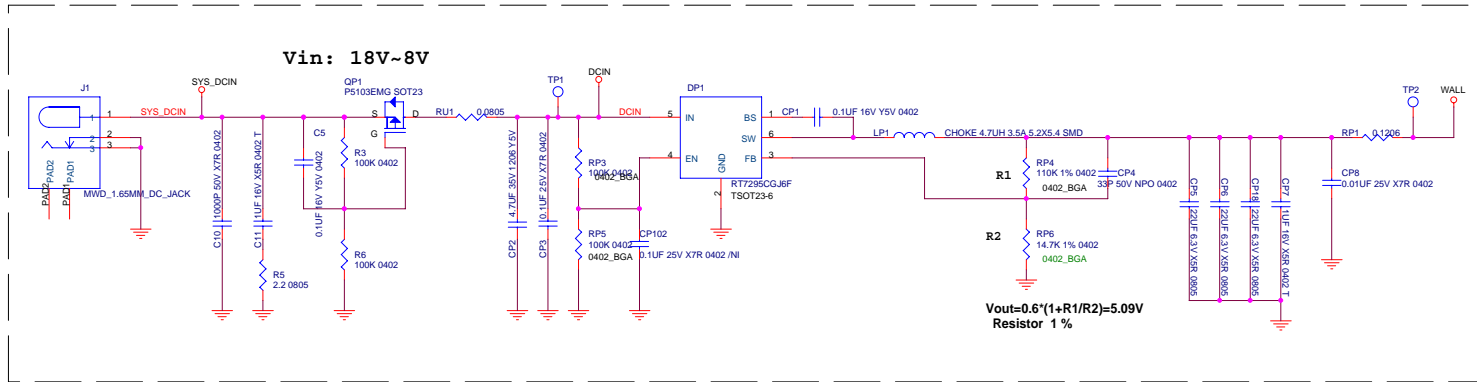 Vin: 18V~8V
J1
1
2
3
1
2
3
PAD2
PAD1
PAD2
PAD1
MWD_1.65MM_DC_JACK
SYS_DCIN
SYS_DCIN
C10
1000P 50V X7R 0402
C11
1UF 16V X5R 0402 T
R5
2.2 0805
C5
0.1UF 16V Y5V 0402
R3
100K 0402
R6
100K 0402
QP1
P5103EMG SOT23
S
D
G
RU1
0.0805
TP1
DCIN
DCIN
CP2
4.7UF 35V 1206 Y5V
CP3
0.1UF 25V X7R 0402
RP3
100K 0402
0402_BGA
RP5
100K 0402
0402_BGA
CP102
0.1UF 25V X7R 0402 /NI
DP1
5
IN
BS
1
SW
6
4
EN
FB
3
GND
2
RT7295CGJ6F
TSOT23-6
CP1
0.1UF 16V Y5V 0402
LP1
CHOKE 4.7UH 3.5A 5.2X5.4 SMD
R1
RP4
110K 1% 0402
0402_BGA
CP4
33P 50V NPO 0402
R2
RP6
14.7K 1% 0402
0402_BGA
Vout=0.6*(1+R1/R2)=5.09V
Resistor 1 %
CP5
22UF 6.3V X5R 0805
CP6
22UF 6.3V X5R 0805
CP18
22UF 6.3V X5R 0805
CP7
1UF 16V X5R 0402 T
CP8
0.01UF 25V X7R 0402
RP1
0.1206
TP2
WALL